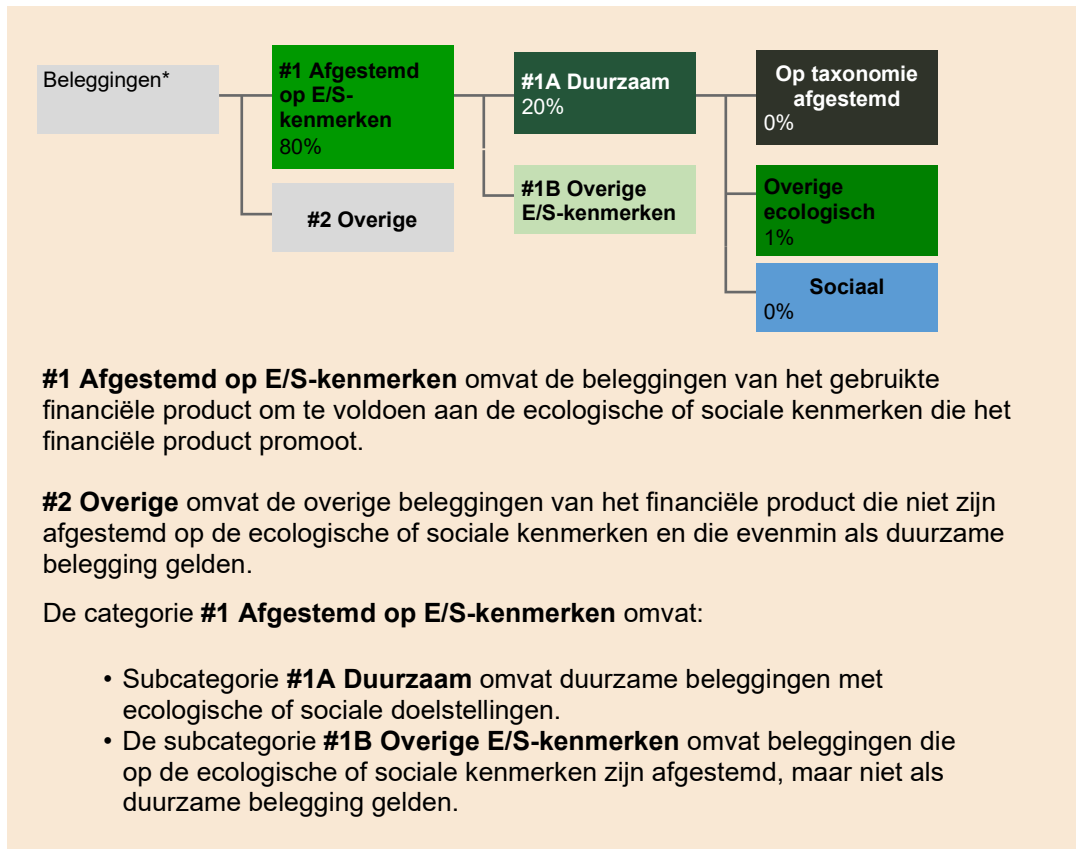 Beleggingen*
#1 Afgestemd
op E/S-
kenmerken
80%
#2 Overige
#1A Duurzaam
20%
#1B Overige
E/S-kenmerken
Op taxonomie
afgestemd
0%
Overige
ecologisch
1%
Sociaal
0%
#1 Afgestemd op E/S-kenmerken omvat de beleggingen van het gebruikte
financiële product om te voldoen aan de ecologische of sociale kenmerken die het
financiële product promoot.
#2 Overige omvat de overige beleggingen van het financiële product die niet zijn
afgestemd op de ecologische of sociale kenmerken en die evenmin als duurzame
belegging gelden.
De categorie #1 Afgestemd op E/S-kenmerken omvat:
• Subcategorie #1A Duurzaam omvat duurzame beleggingen met
ecologische of sociale doelstellingen.
• De subcategorie #1B Overige E/S-kenmerken omvat beleggingen die
op de ecologische of sociale kenmerken zijn afgestemd, maar niet als
duurzame belegging gelden.